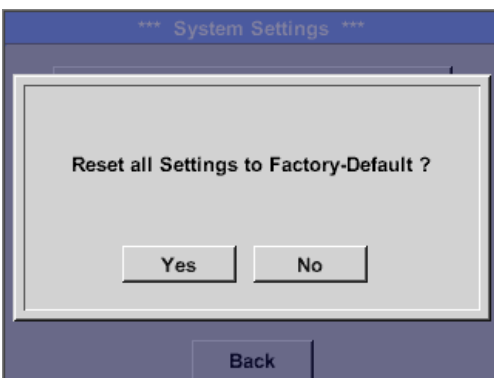 *** System Settings ***
Reset all Settings to Factory-Default ?
Yes No
Back